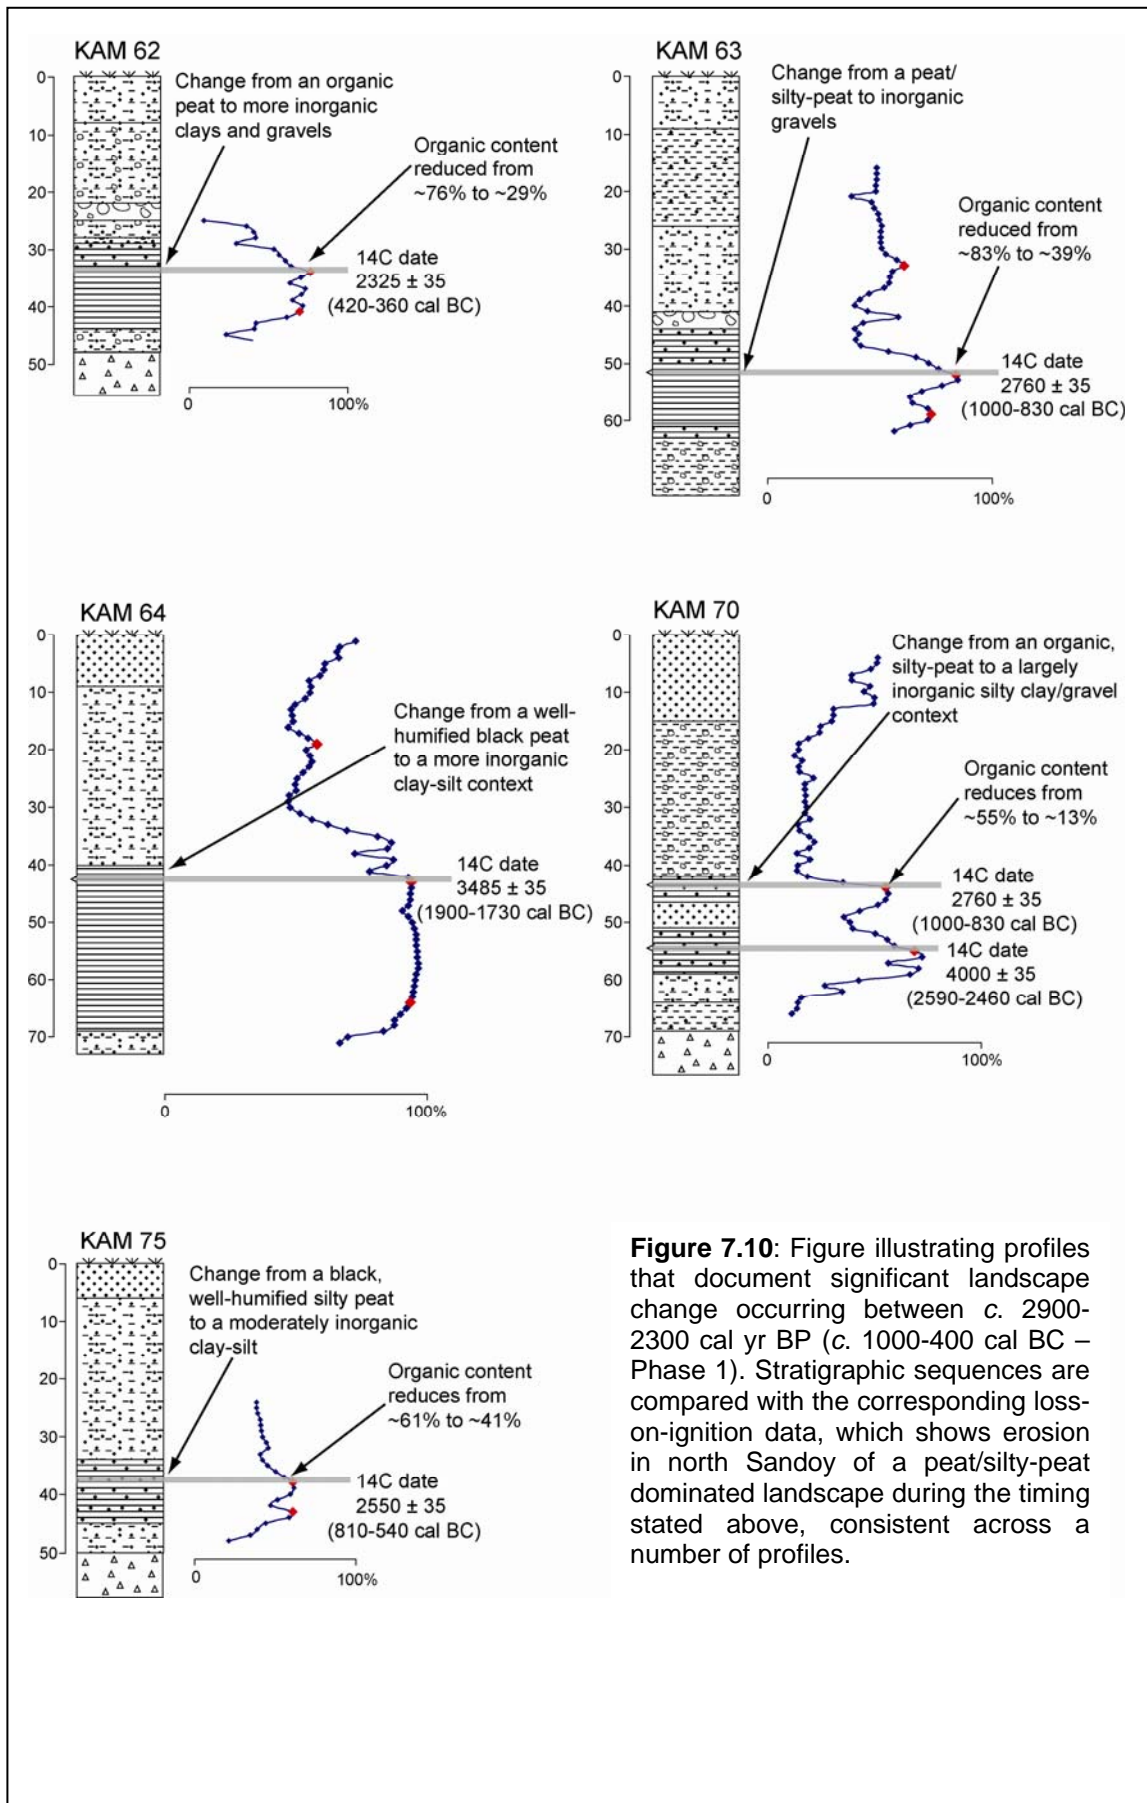 KAM 62
0
10
20
30
40
50
Change from an organic
peat to more inorganic
clays and gravels
Organic content
reduced from
~76% to ~29%
14C date
2325 ± 35
(420-360 cal BC)
0
100%
KAM 63
0
10
20
30
40
50
60
Change from a peat/
silty-peat to inorganic
gravels
Organic content
reduced from
~83% to ~39%
14C date
2760 ± 35
(1000-830 cal BC)
0
100%
KAM 64
0
10
20
30
40
50
60
70
Change from a well-
humified black peat
to a more inorganic
clay-silt context
14C date
3485 ± 35
(1900-1730 cal BC)
0
100%
KAM 70
0
10
20
30
40
50
60
70
Change from an organic,
silty-peat to a largely
inorganic silty clay/gravel
context
Organic content
reduces from
~55% to ~13%
14C date
2760 ± 35
(1000-830 cal BC)
14C date
4000 ± 35
(2590-2460 cal BC)
0
100%
KAM 75
0
10
20
30
40
50
Change from a black,
well-humified silty peat
to a moderately inorganic
clay-silt
Organic content
reduces from
~61% to ~41%
14C date
2550 ± 35
(810-540 cal BC)
0
100%
Figure 7.10: Figure illustrating profiles
that document significant landscape
change occurring between c. 2900-
2300 cal yr BP (c. 1000-400 cal BC –
Phase 1). Stratigraphic sequences are
compared with the corresponding loss-
on-ignition data, which shows erosion
in north Sandoy of a peat/silty-peat
dominated landscape during the timing
stated above, consistent across a
number of profiles.